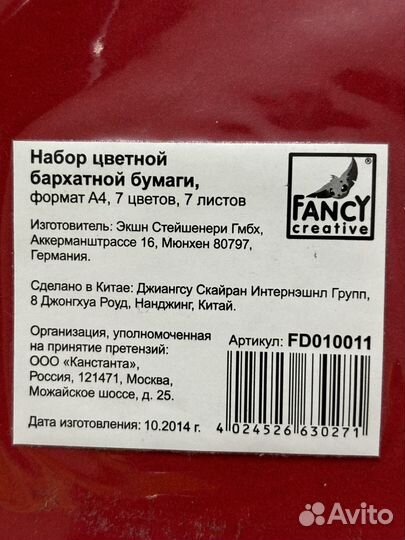 Набор цветной
бархатной бумаги,
формат А4, 7 цветов, 7 листов
FANCY®
creative
Изготовитель: Экшн Стейшенери Гмбх,
Аккерманштрассе 16, Мюнхен 80797,
Германия.
Сделано в Китае: Джиангсу Скайран Интернэшнл Групп,
8 Джонгхуа Роуд, Нанджинг, Китай.
Организация, уполномоченная
на принятие претензий:
ООО «Канстанта»,
Россия, 121471, Москва,
Можайское шоссе, д. 25.
Дата изготовления: 10.2014 г.
Артикул: FD010011
4 024526 630271
Avito